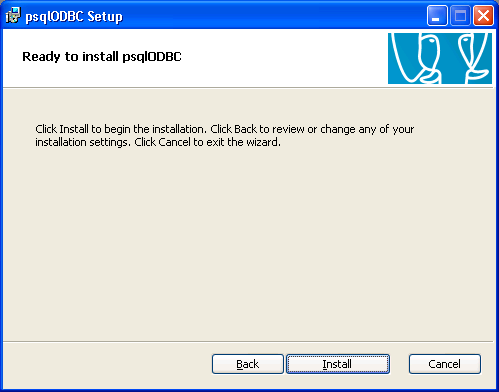 psqlODBC Setup
Ready to install psqlODBC
Click Install to begin the installation. Click Back to review or change any of your
installation settings. Click Cancel to exit the wizard.
Back
Install
Cancel